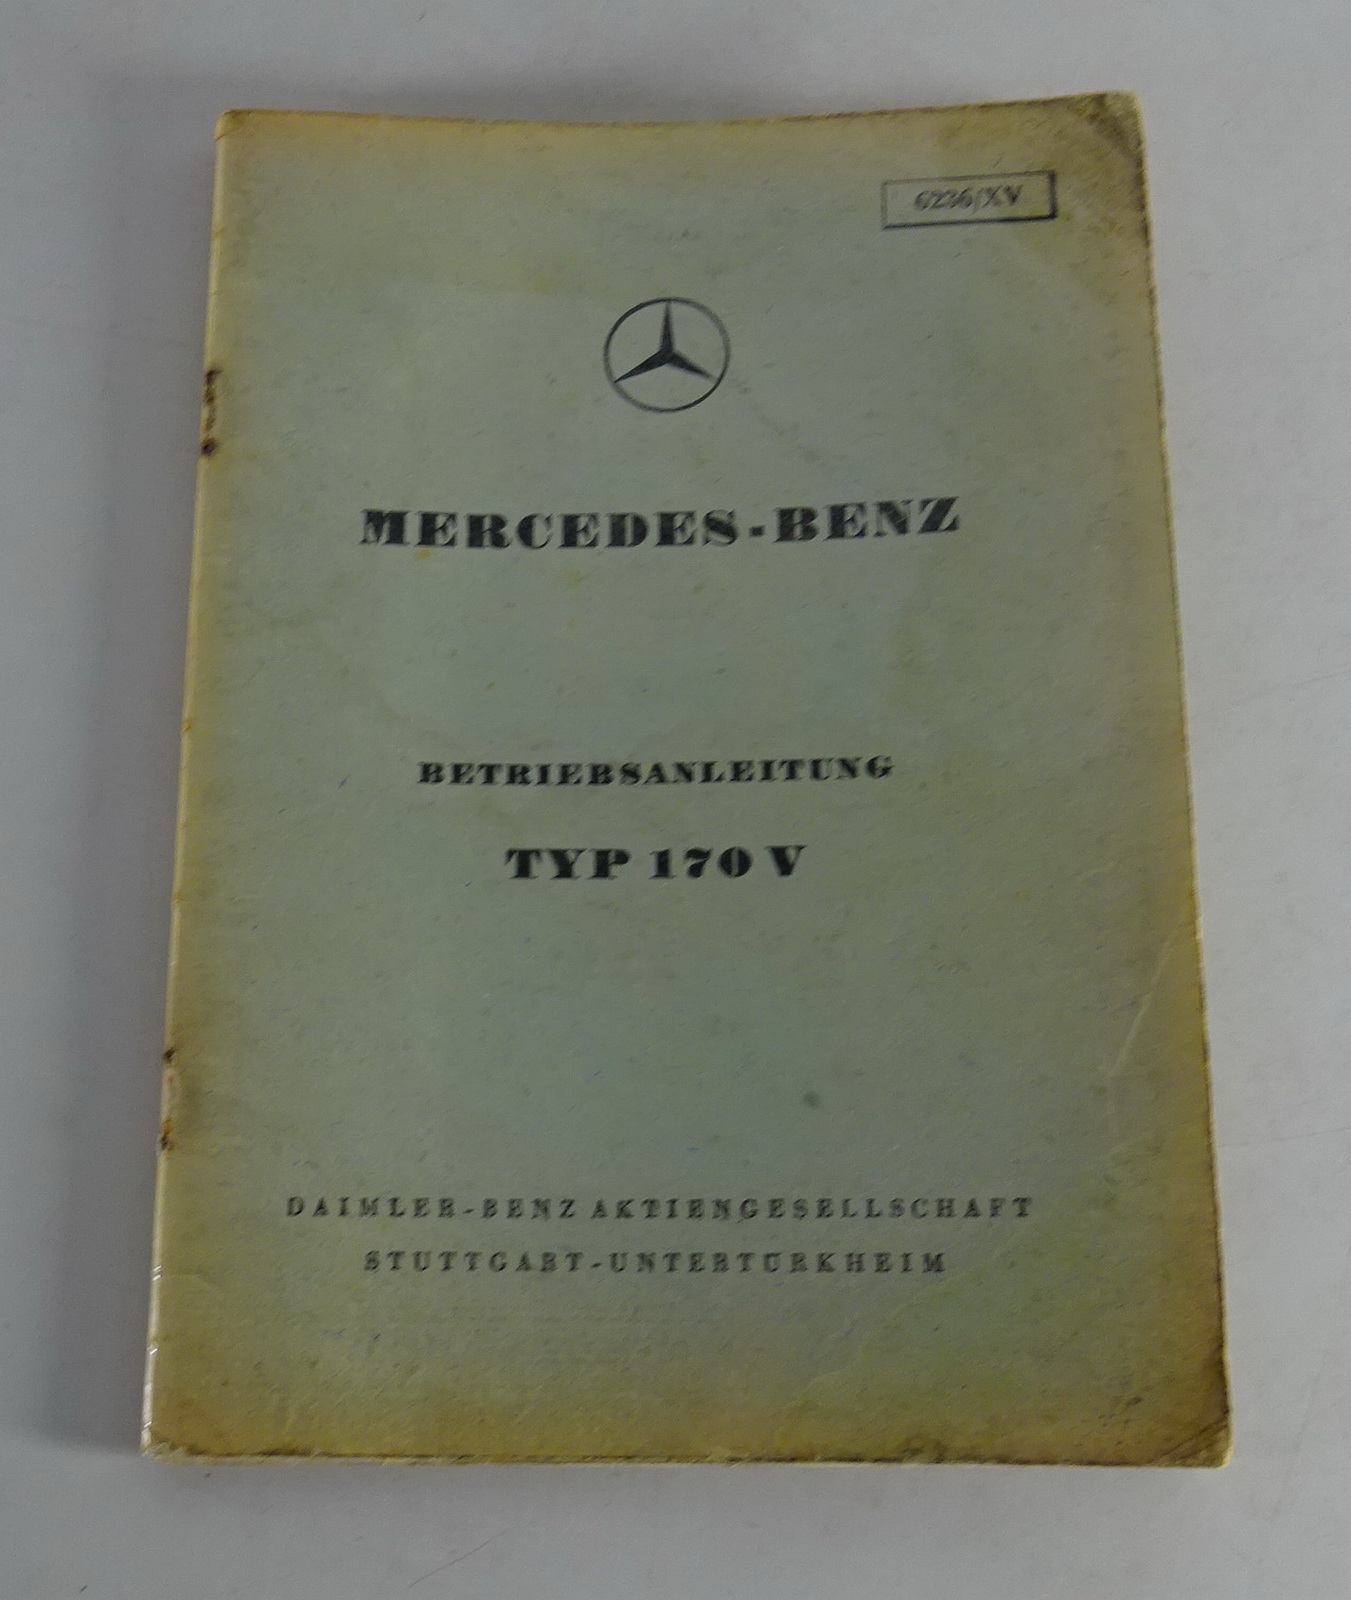 6236/XV
MERCEDES-BENZ
BETRIEBSANLEITUNG
TYP 170 V
DAIMLER-BENZ AKTIENGESELLSCHAFT
STUTTGART-UNTERTÜRKHEIM